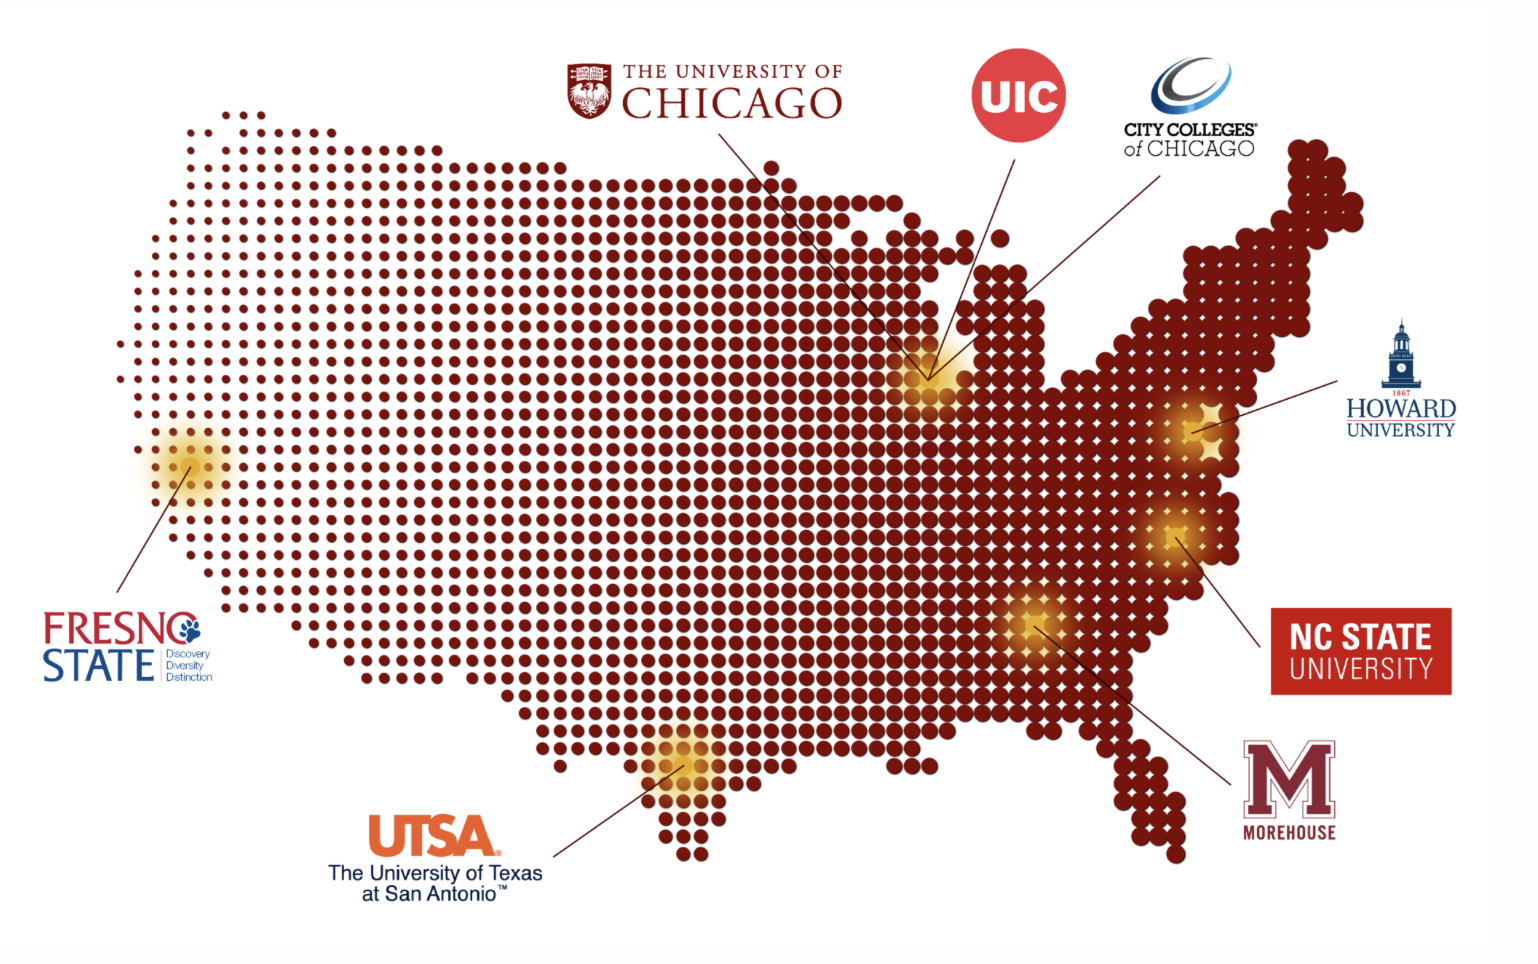 THE UNIVERSITY OF
CHICAGO
UIC
CITY COLLEGES®
of CHICAGO
1867
HOWARD
UNIVERSITY
FRESNO
STATE
Discovery
Diversity
Distinction
NC STATE
UNIVERSITY
M
MOREHOUSE
UTSA®
The University of Texas
at San Antonio™